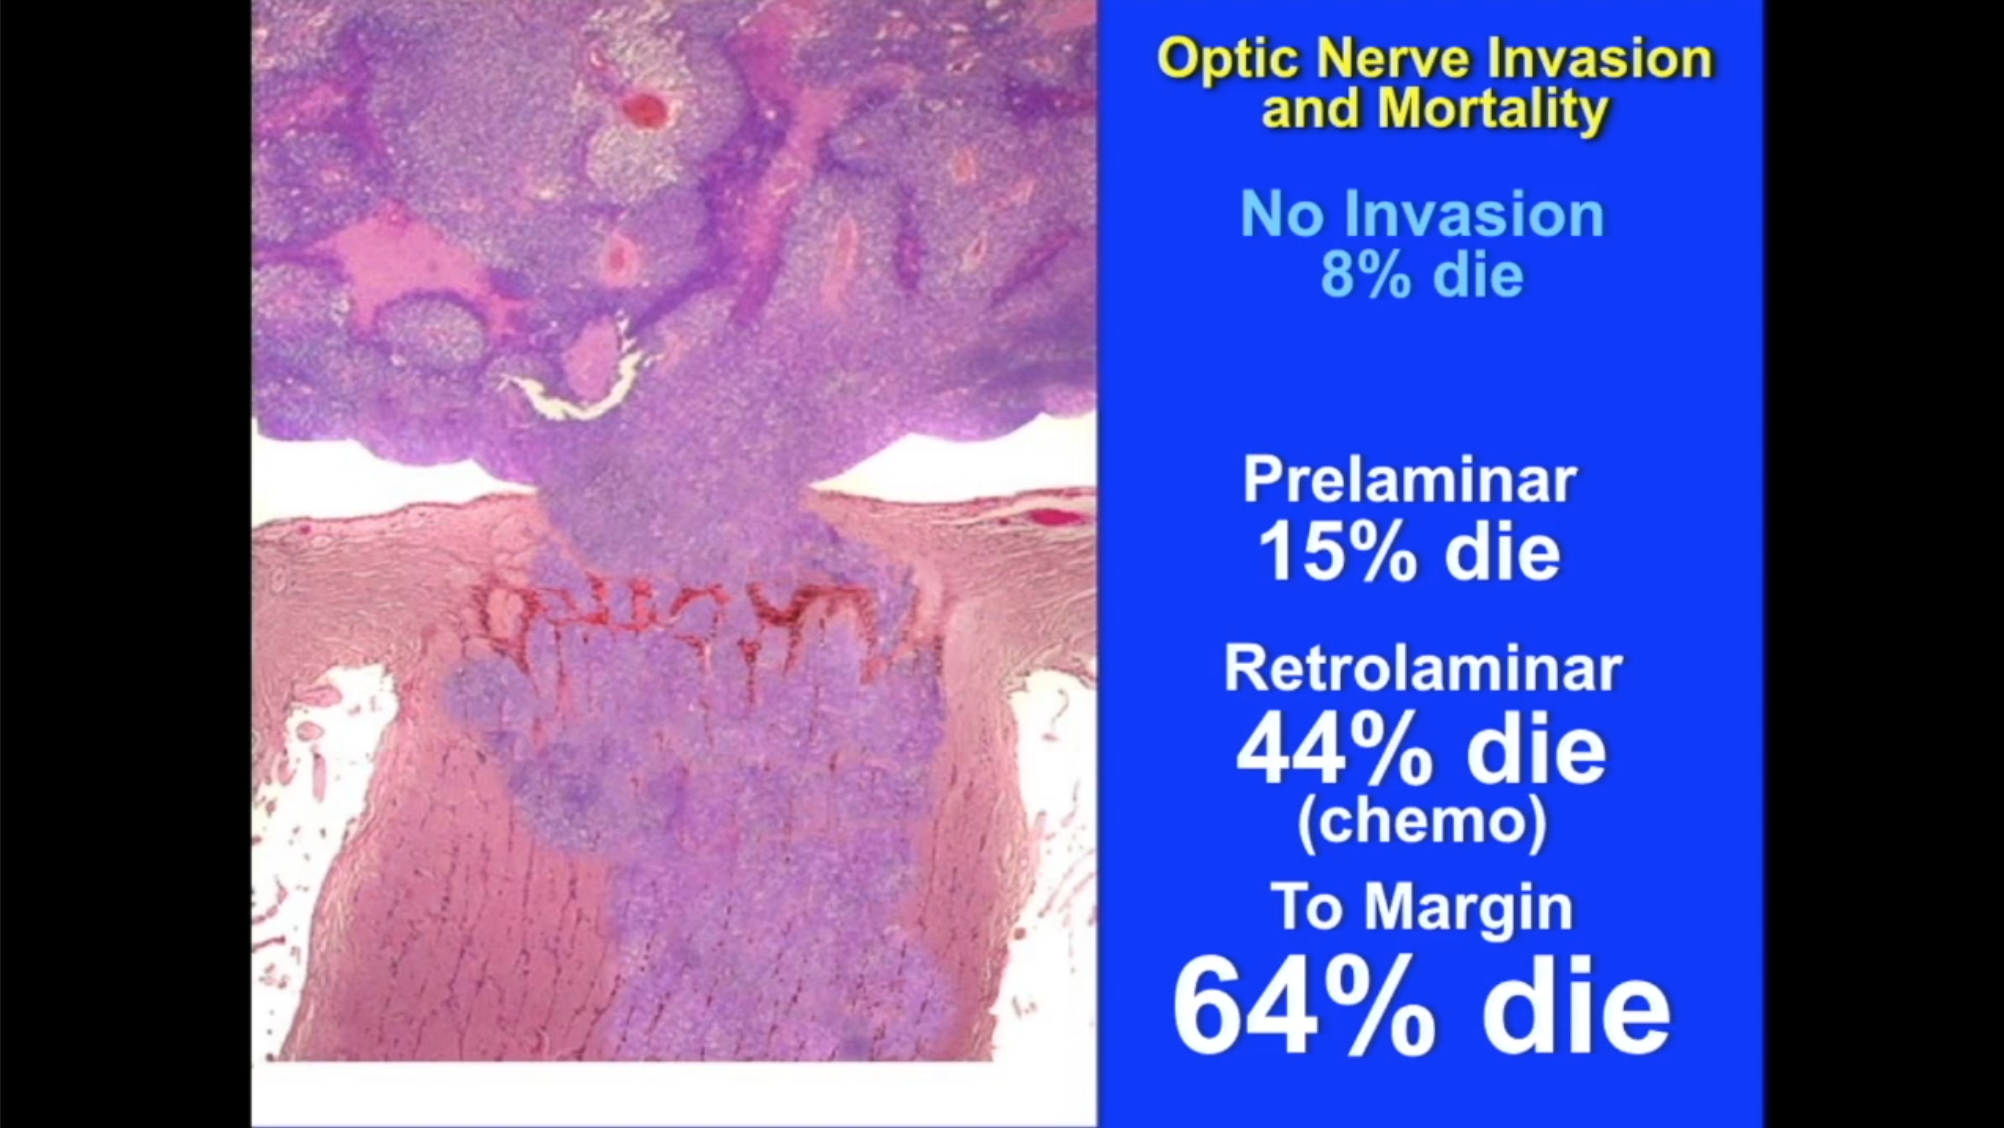 Optic Nerve Invasion
and Mortality
No Invasion
8% die
Prelaminar
15% die
Retrolaminar
44% die
(chemo)
To Margin
64% die